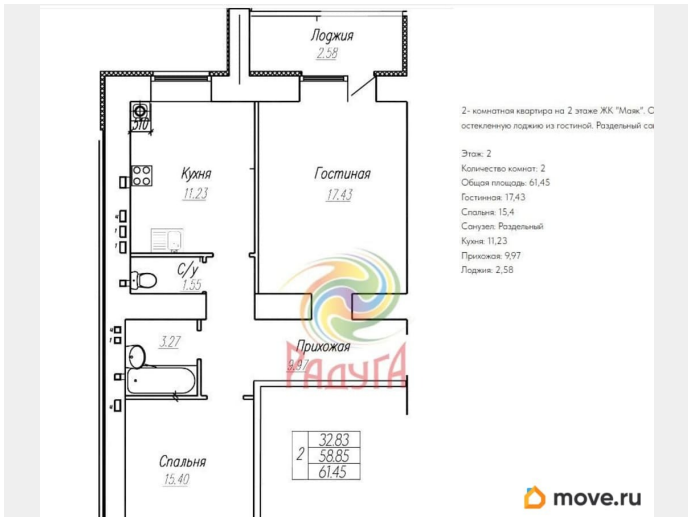 Лоджия
2.58
510
Кухня
11.23
Гостиная
17.43
С/у
1.55
3.27
Прихожая
9.97
РАДУГА
Спальня
15.40
2
32.83
58.85
61.45
2- комнатная квартира на 2 этаже ЖК "Маяк". С
остекленную лоджию из гостиной. Раздельный са
Этаж: 2
Количество комнат: 2
Общая площадь: 61,45
Гостинная: 17,43
Спальня: 15,4
Санузел: Раздельный
Кухня: 11,23
Прихожая: 9,97
Лоджия: 2,58
move.ru